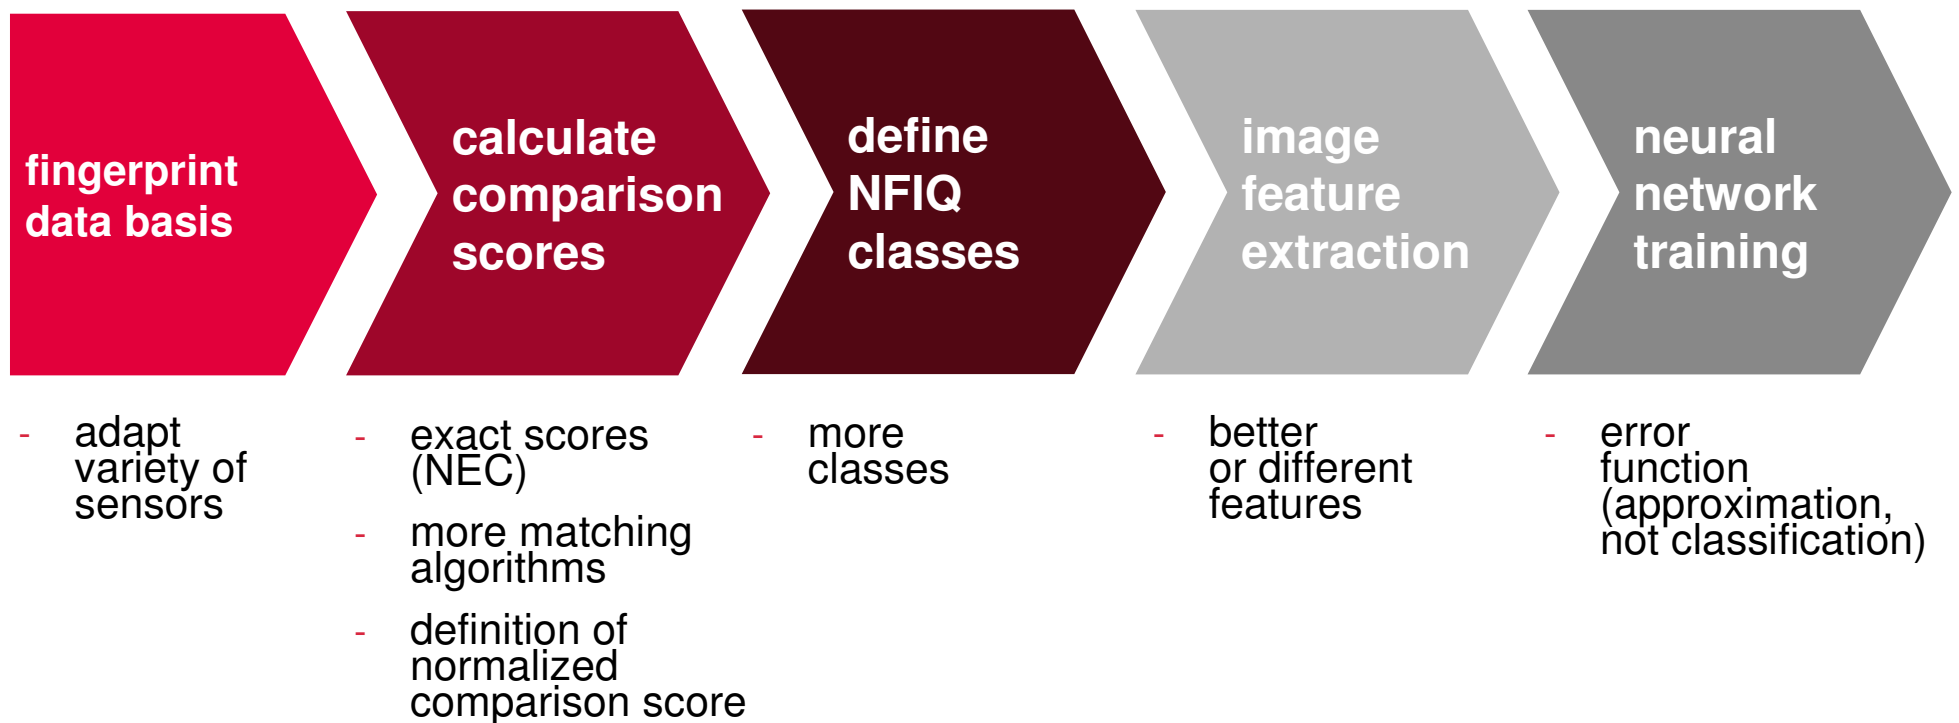 fingerprint
data basis
calculate
comparison
scores
define
NFIQ
classes
image
feature
extraction
neural
network
training
- adapt
variety of
sensors
- exact scores
(NEC)
- more matching
algorithms
- definition of
normalized
comparison score
- more
classes
- better
or different
features
- error
function
(approximation,
not classification)